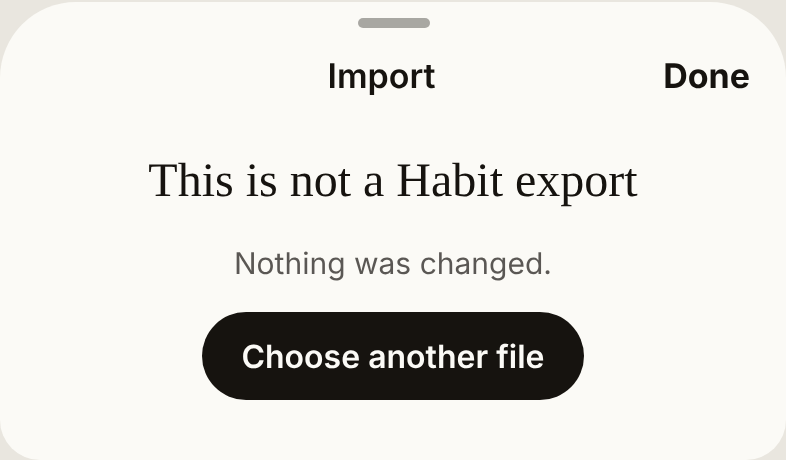 Import
Done
This is not a Habit export
Nothing was changed.
Choose another file